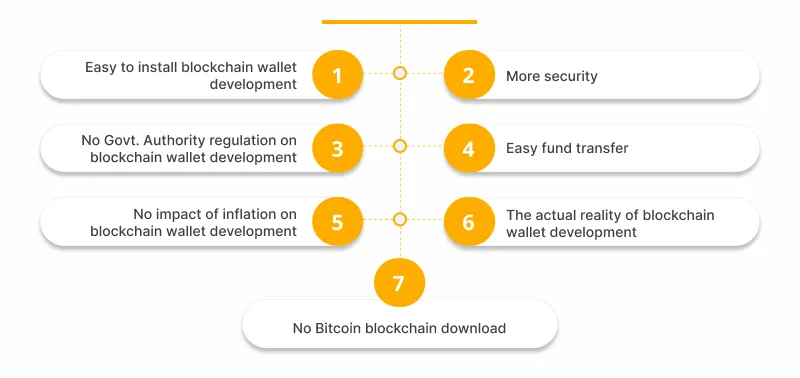 Easy to install blockchain wallet
development
1
2
More security
No Govt. Authority regulation on
blockchain wallet development
3
4
Easy fund transfer
No impact of inflation on
blockchain wallet development
5
6
The actual reality of blockchain
wallet development
7
No Bitcoin blockchain download